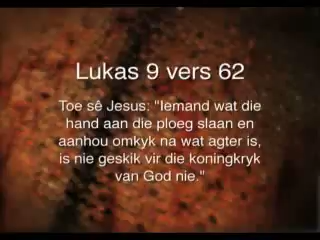 Lukas 9 vers 62
Toe sê Jesus: "Iemand wat die
hand aan die ploeg slaan en
aanhou omkyk na wat agter is,
is nie geskik vir die koningkryk
van God nie."